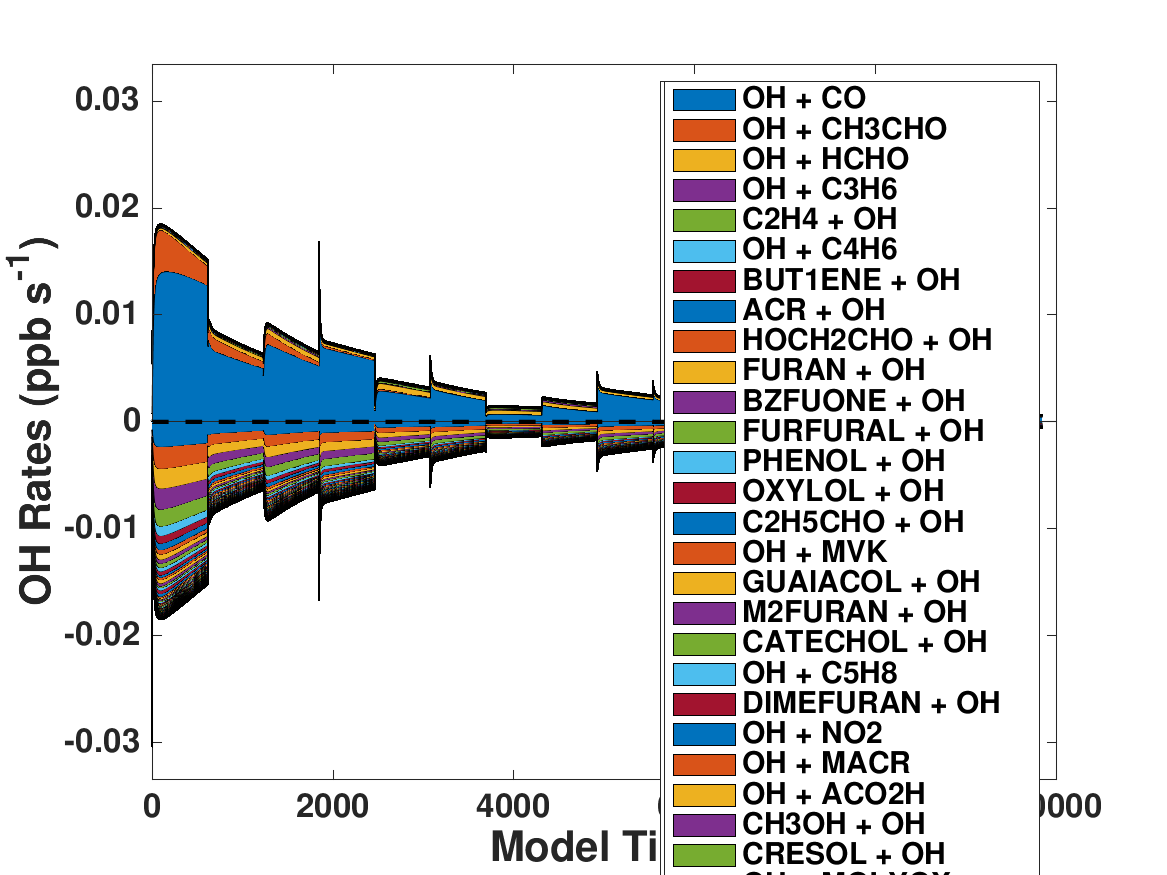 0.03
0.02
0.01
0
-0.01
-0.02
-0.03
OH Rates (ppb s-1)
0
2000
4000
0000
Model Ti
OH + CO
OH + CH3CHO
OH + HCHO
OH + C3H6
C2H4 + OH
OH + C4H6
BUT1ENE + OH
ACR + OH
HOCH2CHO + OH
FURAN + OH
BZFUONE + OH
FURFURAL + OH
PHENOL + OH
OXYLOL + OH
C2H5CHO + OH
OH + MVK
GUAIACOL + OH
M2FURAN + OH
CATECHOL + OH
OH + C5H8
DIMEFURAN + OH
OH + NO2
OH + MACR
OH + ACO2H
CH3OH + OH
CRESOL + OH